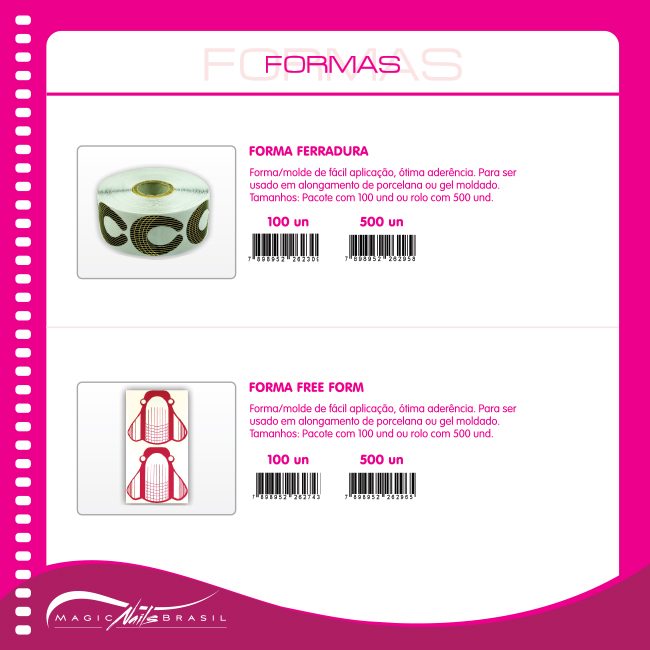 FORMAS
FORMA FERRADURA
Forma/molde de fácil aplicação, ótima aderência. Para ser
usado em alongamento de porcelana ou gel moldado.
Tamanhos: Pacote com 100 und ou rolo com 500 und.
100 un 500 un
7 898952 262309 7 898952 262958
FORMA FREE FORM
Forma/molde de fácil aplicação, ótima aderência. Para ser
usado em alongamento de porcelana ou gel moldado.
Tamanhos: Pacote com 100 und ou rolo com 500 und.
100 un 500 un
7 898952 262743 7 898952 262965
MAGIC Nails BRASIL